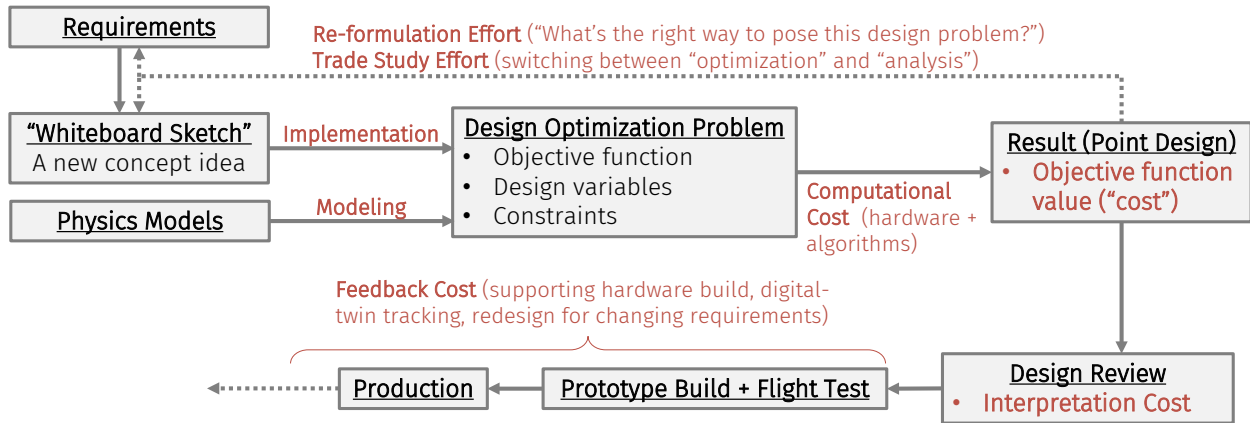 Requirements
Re-formulation Effort (“What’s the right way to pose this design problem?”)
Trade Study Effort (switching between “optimization” and “analysis”)
“Whiteboard Sketch”
A new concept idea
Implementation
Physics Models
Modeling
Design Optimization Problem
• Objective function
• Design variables
• Constraints
Computational
Cost (hardware +
algorithms)
Result (Point Design)
• Objective function
value (“cost”)
Feedback Cost (supporting hardware build, digital-
twin tracking, redesign for changing requirements)
Production
Prototype Build + Flight Test
Design Review
• Interpretation Cost